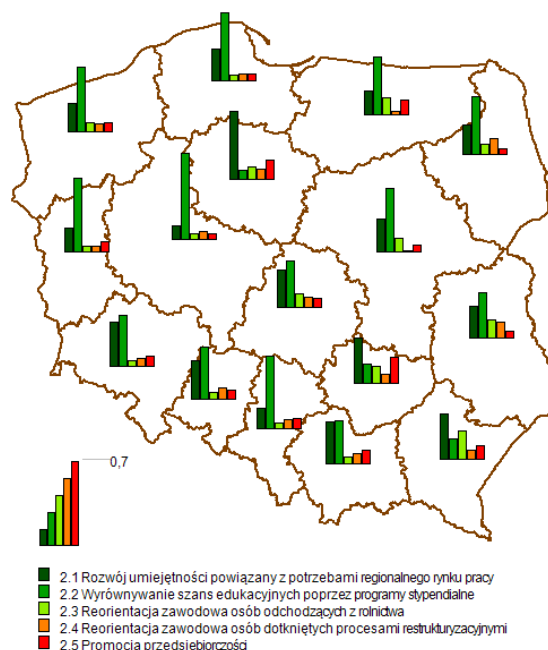 0,7
2.1 Rozwój umiejętności powiązany z potrzebami regionalnego rynku pracy
2.2 Wyrównywanie szans edukacyjnych poprzez programy stypendialne
2.3 Reorientacja zawodowa osób odchodzących z rolnictwa
2.4 Reorientacja zawodowa osób dotkniętych procesami restrukturyzacyjnymi
2.5 Promocja przedsiębiorczości